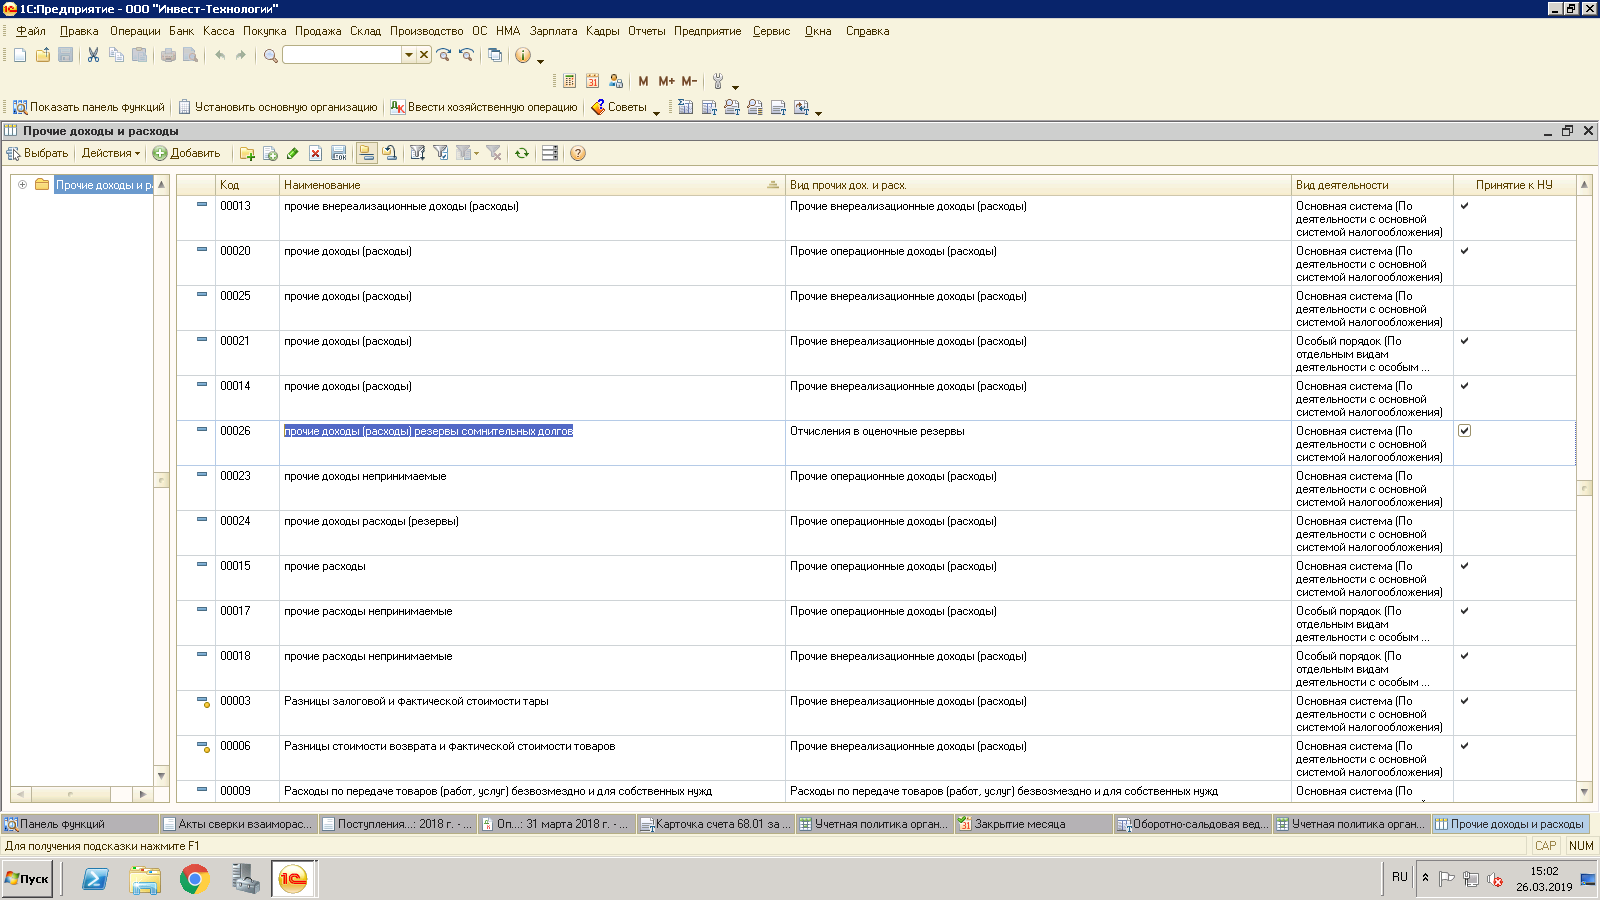 1С:Предприятие - ООО "Инвест-Технологии"
Файл Правка Операции Банк Касса Покупка Продажа Склад Производство ОС НМА Зарплата Кадры Отчеты Предприятие Сервис Окна Справка
M M+ M-
Показать панель функций Установить основную организацию Ввести хозяйственную операцию Советы
Прочие доходы и расходы
Выбрать Действия Добавить
Прочие доходы и р
Код Наименование Вид прочих дох. и расх. Вид деятельности Принятие к НУ
00013 прочие внереализационные доходы (расходы) Прочие внереализационные доходы (расходы) Основная система (По
деятельности с основной
системой налогообложения)
00020 прочие доходы (расходы) Прочие операционные доходы (расходы) Основная система (По
деятельности с основной
системой налогообложения)
00025 прочие доходы (расходы) Прочие внереализационные доходы (расходы) Основная система (По
деятельности с основной
системой налогообложения)
00021 прочие доходы (расходы) Прочие внереализационные доходы (расходы) Особый порядок (По
отдельным видам
деятельности с особым ...
00014 прочие доходы (расходы) Прочие внереализационные доходы (расходы) Основная система (По
деятельности с основной
системой налогообложения)
00026 прочие доходы (расходы) резервы сомнительных долгов Отчисления в оценочные резервы Основная система (По
деятельности с основной
системой налогообложения)
00023 прочие доходы непринимаемые Прочие операционные доходы (расходы) Основная система (По
деятельности с основной
системой налогообложения)
00024 прочие доходы расходы (резервы) Прочие операционные доходы (расходы) Основная система (По
деятельности с основной
системой налогообложения)
00015 прочие расходы Прочие операционные доходы (расходы) Основная система (По
деятельности с основной
системой налогообложения)
00017 прочие расходы непринимаемые Прочие операционные доходы (расходы) Особый порядок (По
отдельным видам
деятельности с особым ...
00018 прочие расходы непринимаемые Прочие внереализационные доходы (расходы) Особый порядок (По
отдельным видам
деятельности с особым ...
00003 Разницы залоговой и фактической стоимости тары Прочие внереализационные доходы (расходы) Основная система (По
деятельности с основной
системой налогообложения)
00006 Разницы стоимости возврата и фактической стоимости товаров Прочие внереализационные доходы (расходы) Основная система (По
деятельности с основной
системой налогообложения)
00009 Расходы по передаче товаров (работ, услуг) безвозмездно и для собственных нужд Расходы по передаче товаров (работ, услуг) безвозмездно и для собственных нужд Основная система (По
Панель функций Акты сверки взаиморас... Поступления...: 2018 г. - ... Оп...: 31 марта 2018 г. - ... Карточка счета 68.01 за ... Учетная политика орган... Закрытие месяца Оборотно-сальдовая вед... Учетная политика орган... Прочие доходы и расходы
Для получения подсказки нажмите F1 CAP NUM
Пуск 1С RU 15:02
26.03.2019